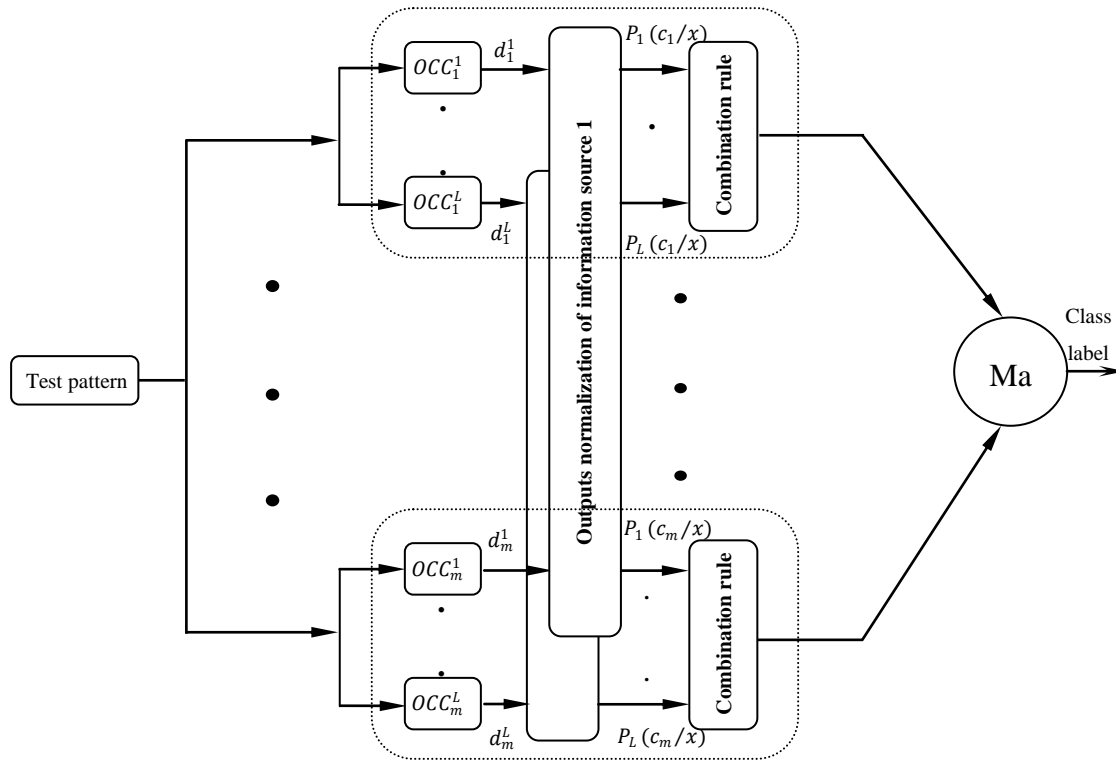 P_1 (c_1/x)
d_1^1
OCC_1^1
Outputs normalization of information source 1
Combination rule
OCC_1^L
d_1^L
P_L (c_1/x)
Test pattern
Ma
Class
label
P_1 (c_m/x)
d_m^1
OCC_m^1
Combination rule
OCC_m^L
d_m^L
P_L (c_m/x)